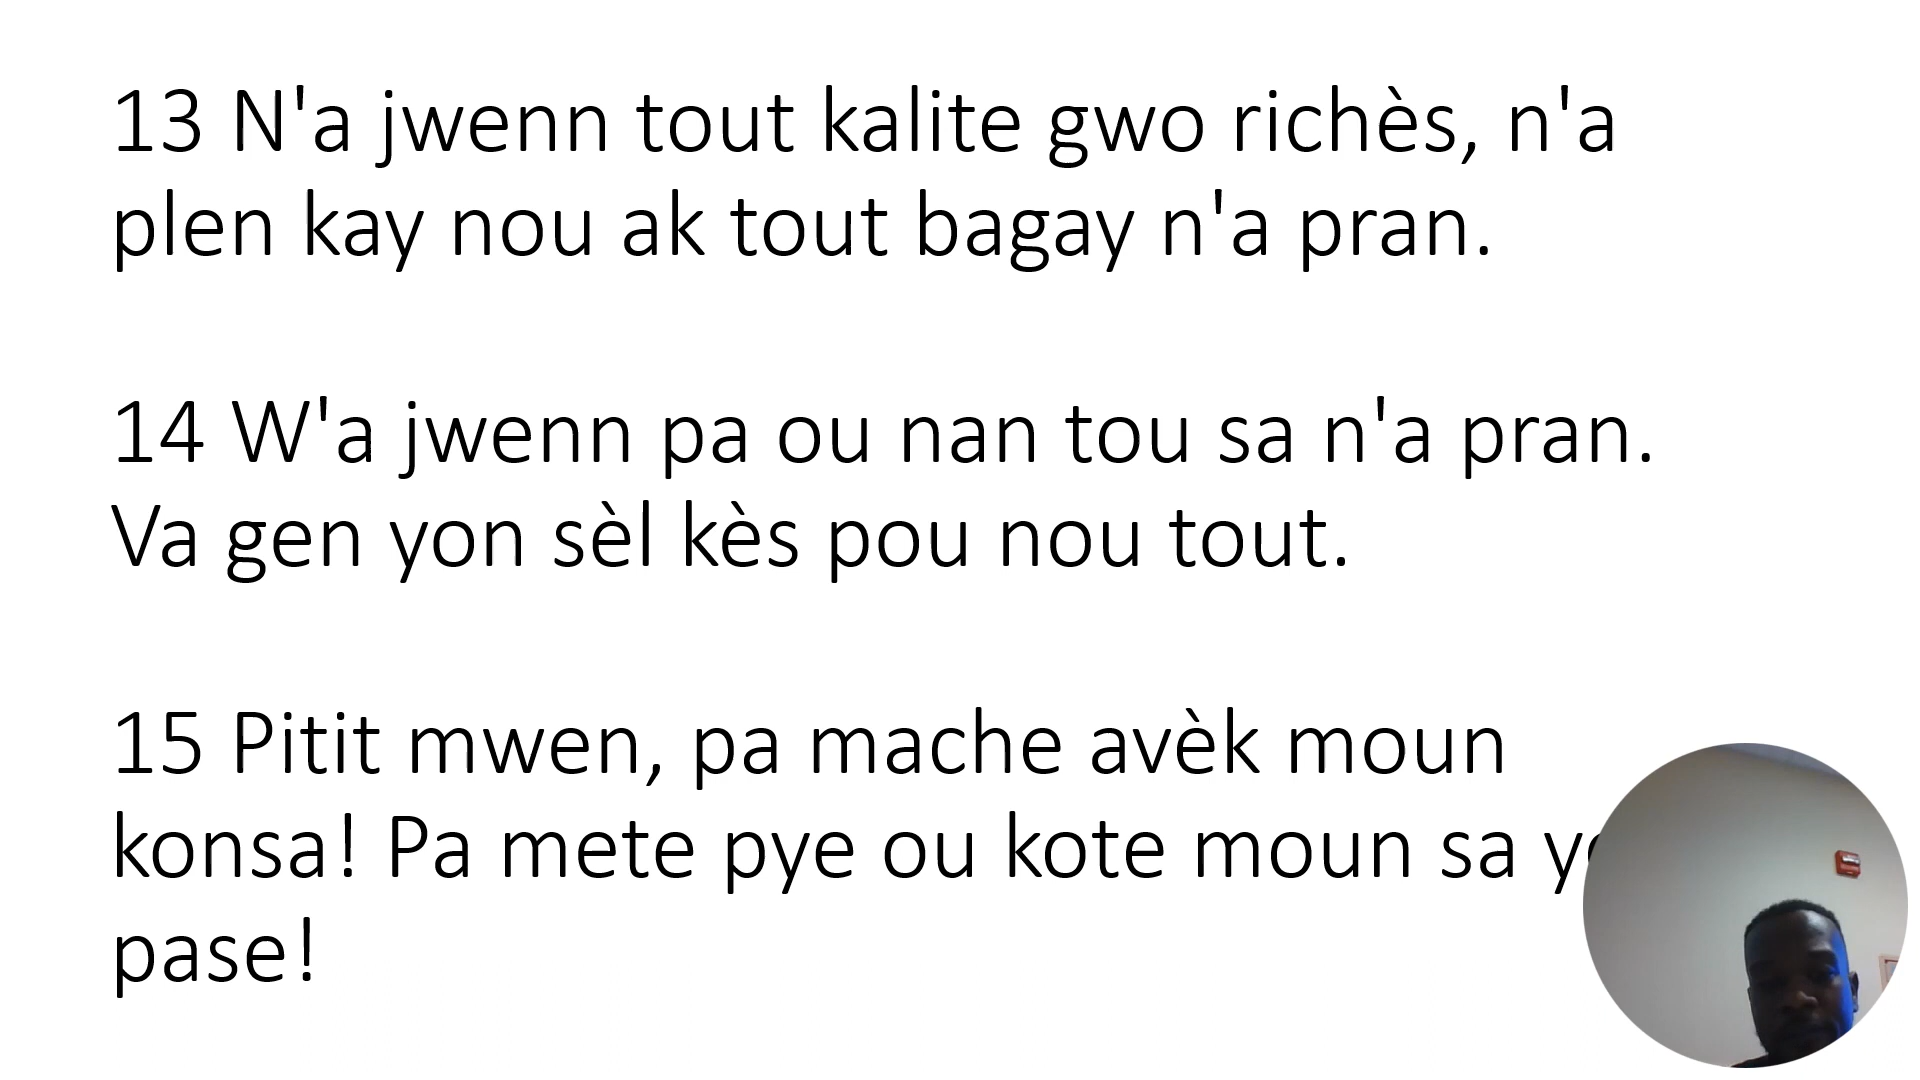 13 N'a jwenn tout kalite gwo richès, n'a
plen kay nou ak tout bagay n'a pran.
14 W'a jwenn pa ou nan tou sa n'a pran.
Va gen yon sèl kès pou nou tout.
15 Pitit mwen, pa mache avèk moun
konsa! Pa mete pye ou kote moun sa
pase!